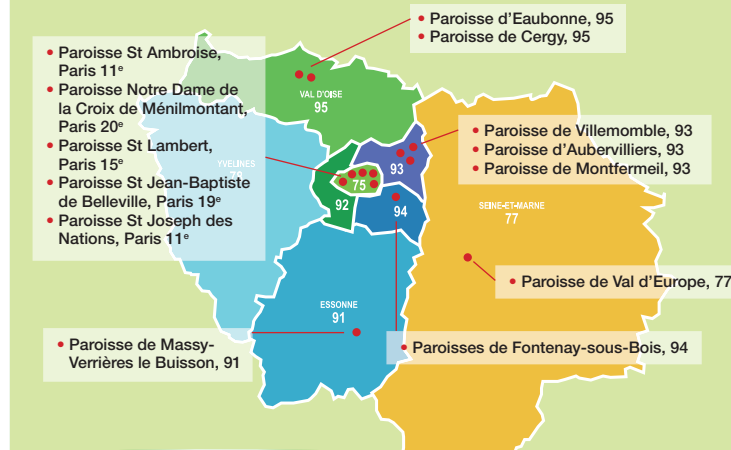 • Paroisse d'Eaubonne, 95
• Paroisse de Cergy, 95
• Paroisse St Ambroise,
Paris 11e
• Paroisse Notre Dame de
la Croix de Ménilmontant,
Paris 20e
• Paroisse St Lambert,
Paris 15e
• Paroisse St Jean-Baptiste
de Belleville, Paris 19e
• Paroisse St Joseph des
Nations, Paris 11e
VAL D'OISE
95
YVELINES
78
• Paroisse de Villemomble, 93
• Paroisse d'Aubervilliers, 93
• Paroisse de Montfermeil, 93
93
75
92
94
SEINE-ET-MARNE
77
• Paroisse de Val d'Europe, 77
ESSONNE
91
• Paroisse de Massy-
Verrières le Buisson, 91
• Paroisses de Fontenay-sous-Bois, 94